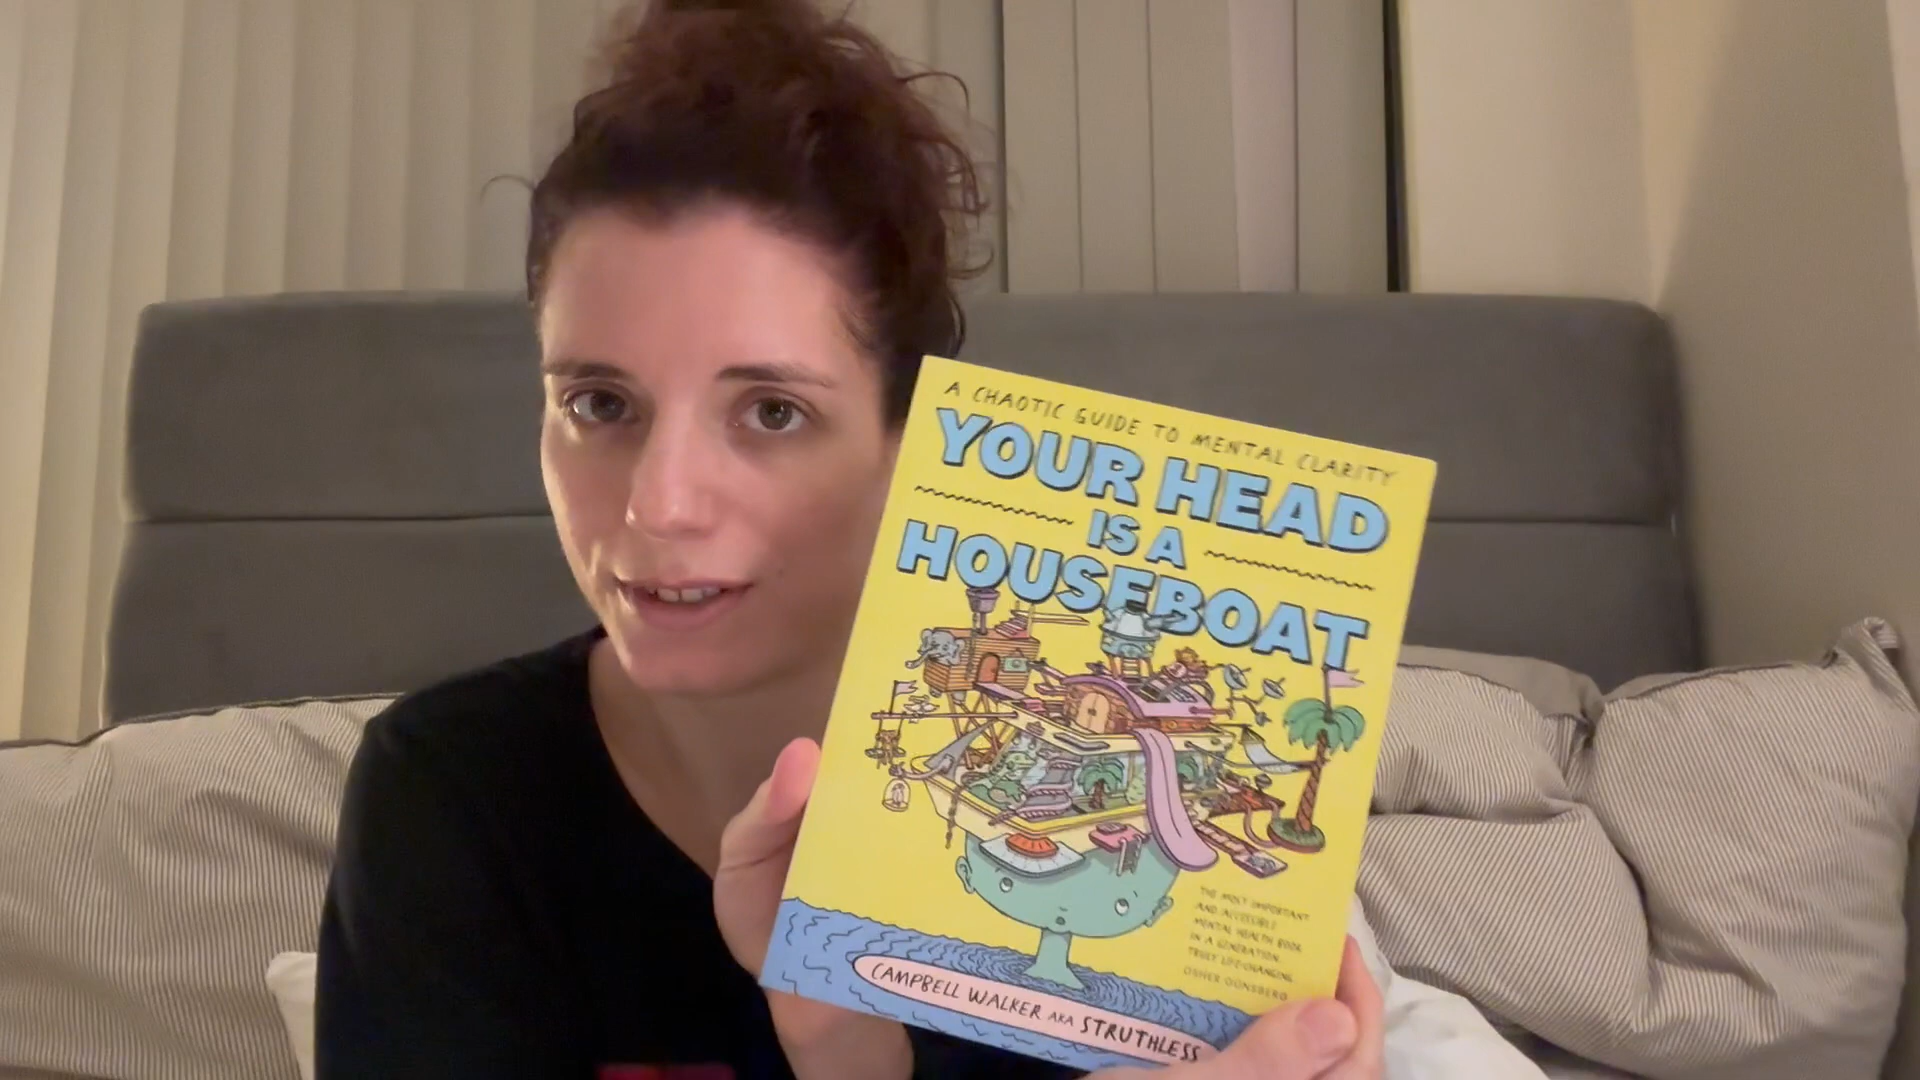 A CHAOTIC GUIDE TO MENTAL CLARITY
YOUR HEAD
IS A
HOUSEBOAT
THE MOST IMPORTANT
AND ACCESSIBLE
MENTAL HEALTH BOOK
IN A GENERATION.
TRULY LIFE-CHANGING.
OSHER GÜNSBERG
CAMPBELL WALKER AKA STRUTHLESS